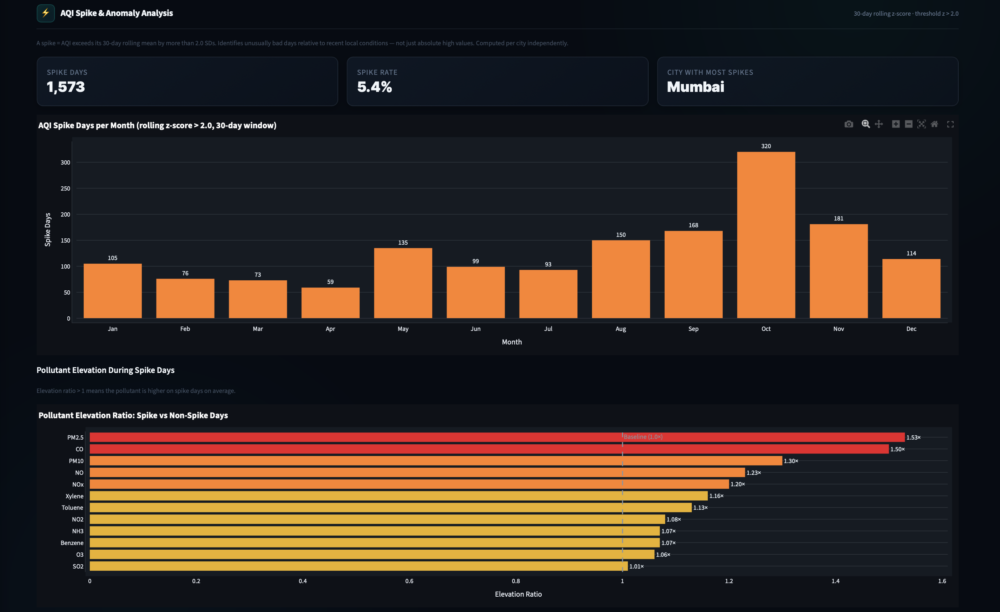 ⚡ AQI Spike & Anomaly Analysis
30-day rolling z-score · threshold z > 2.0
A spike = AQI exceeds its 30-day rolling mean by more than 2.0 SDs. Identifies unusually bad days relative to recent local conditions — not just absolute high values. Computed per city independently.
SPIKE DAYS
1,573
SPIKE RATE
5.4%
CITY WITH MOST SPIKES
Mumbai
AQI Spike Days per Month (rolling z-score > 2.0, 30-day window)
Spike Days
300
250
200
150
100
50
0
105
76
73
59
135
99
93
150
168
320
181
114
Jan
Feb
Mar
Apr
May
Jun
Jul
Aug
Sep
Oct
Nov
Dec
Month
Pollutant Elevation During Spike Days
Elevation ratio > 1 means the pollutant is higher on spike days on average.
Pollutant Elevation Ratio: Spike vs Non-Spike Days
Baseline (1.0×)
PM2.5 1.53×
CO 1.50×
PM10 1.30×
NO 1.23×
NOx 1.20×
Xylene 1.16×
Toluene 1.13×
NO2 1.08×
NH3 1.07×
Benzene 1.07×
O3 1.06×
SO2 1.01×
0 0.2 0.4 0.6 0.8 1 1.2 1.4 1.6
Elevation Ratio